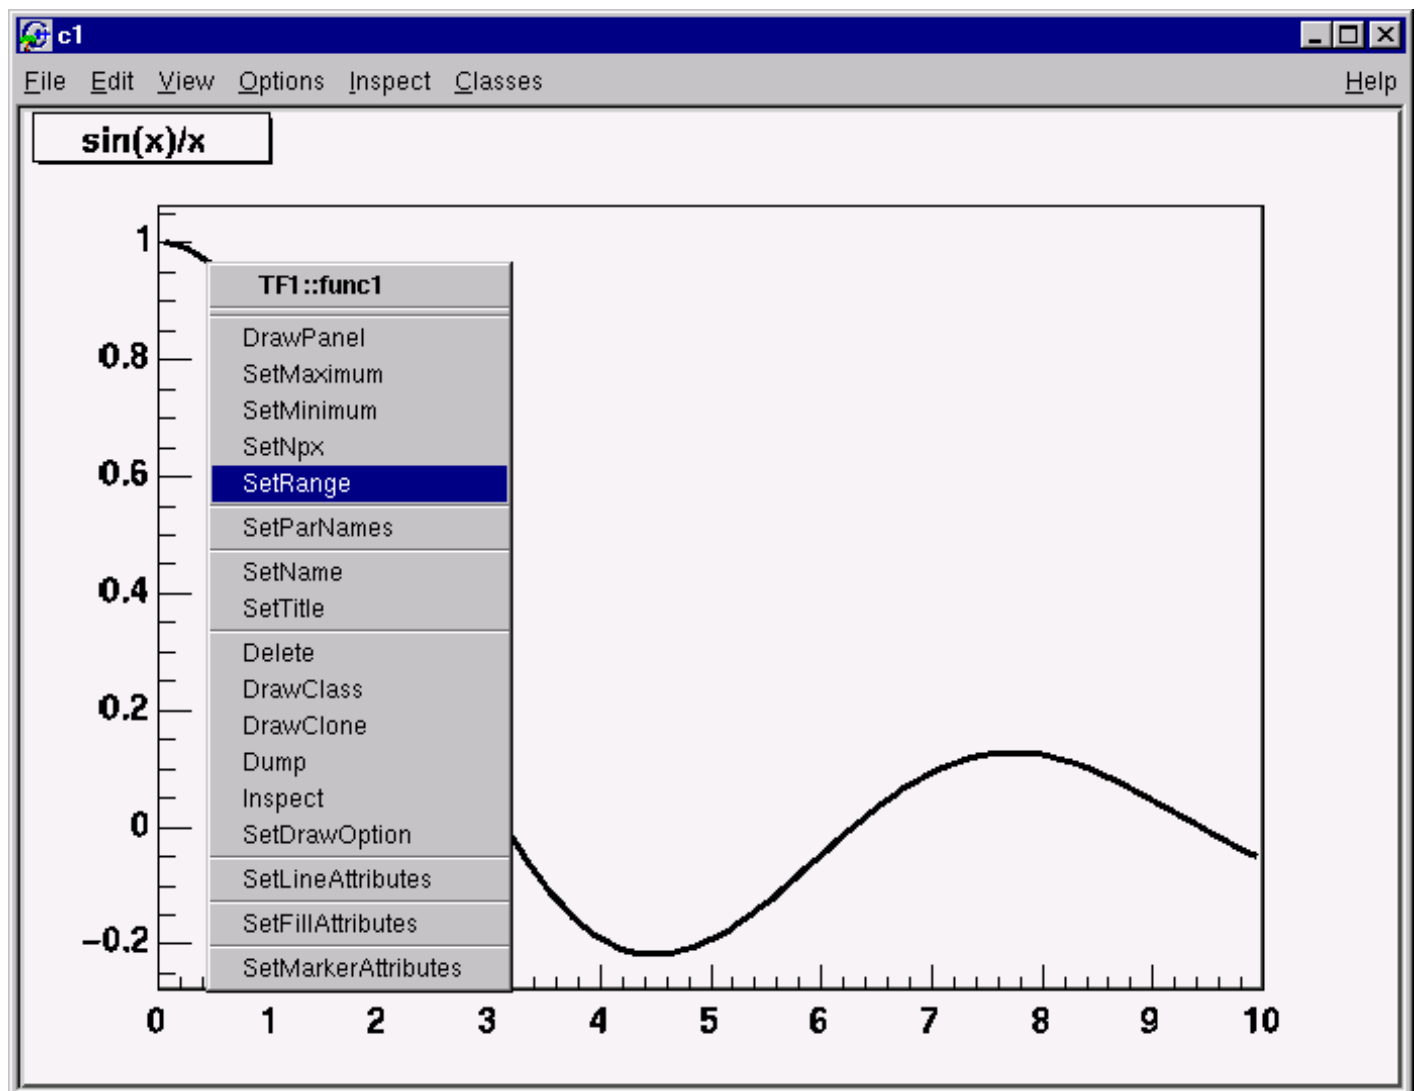 c1
File Edit View Options Inspect Classes Help
sin(x)/x
1
0.8
0.6
0.4
0.2
0
−0.2
TF1::func1
DrawPanel
SetMaximum
SetMinimum
SetNpx
SetRange
SetParNames
SetName
SetTitle
Delete
DrawClass
DrawClone
Dump
Inspect
SetDrawOption
SetLineAttributes
SetFillAttributes
SetMarkerAttributes
0 1 2 3 4 5 6 7 8 9 10